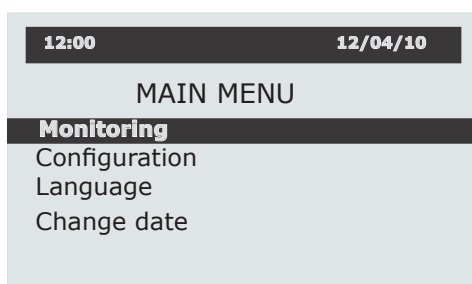 12:00 12/04/10
MAIN MENU
Monitoring
Configuration
Language
Change date